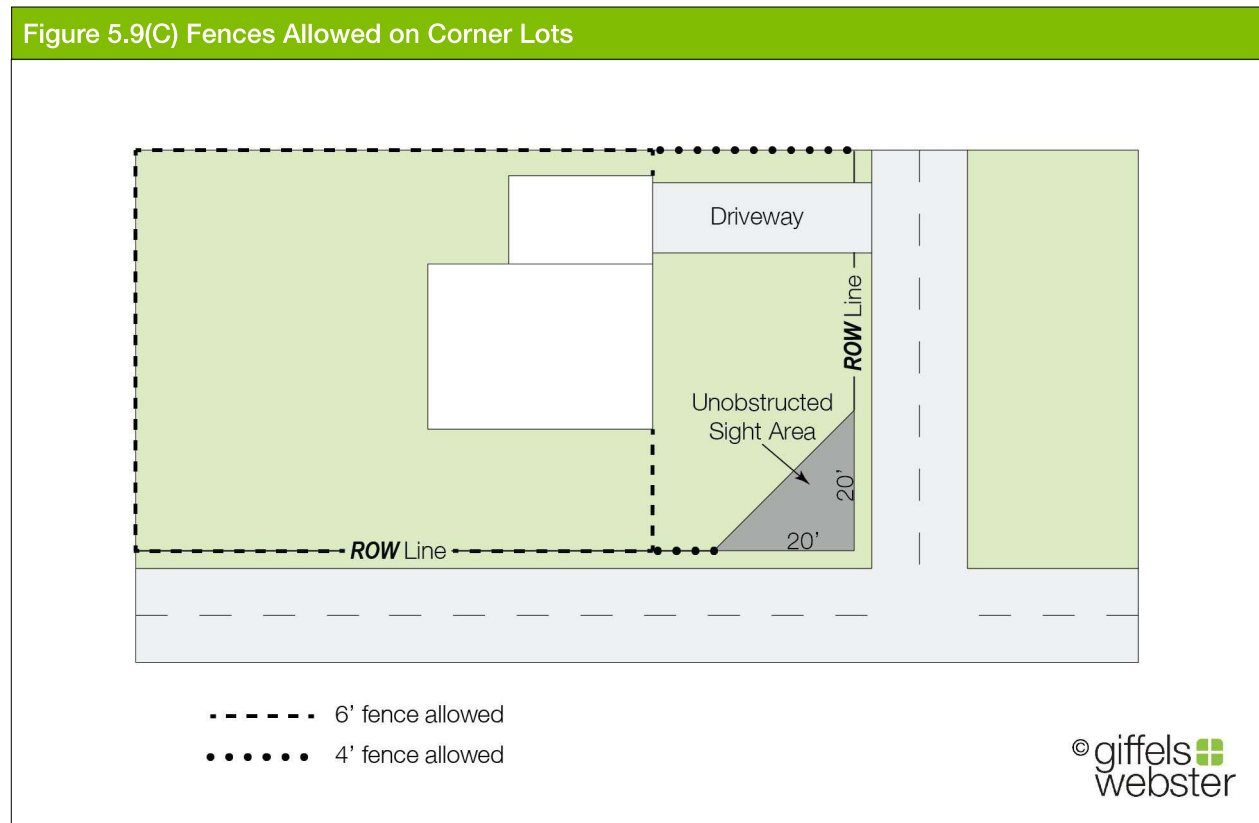 Figure 5.9(C) Fences Allowed on Corner Lots
Driveway
ROW Line
Unobstructed
Sight Area
20’
20’
ROW Line
6’ fence allowed
4’ fence allowed
© giffels
webster